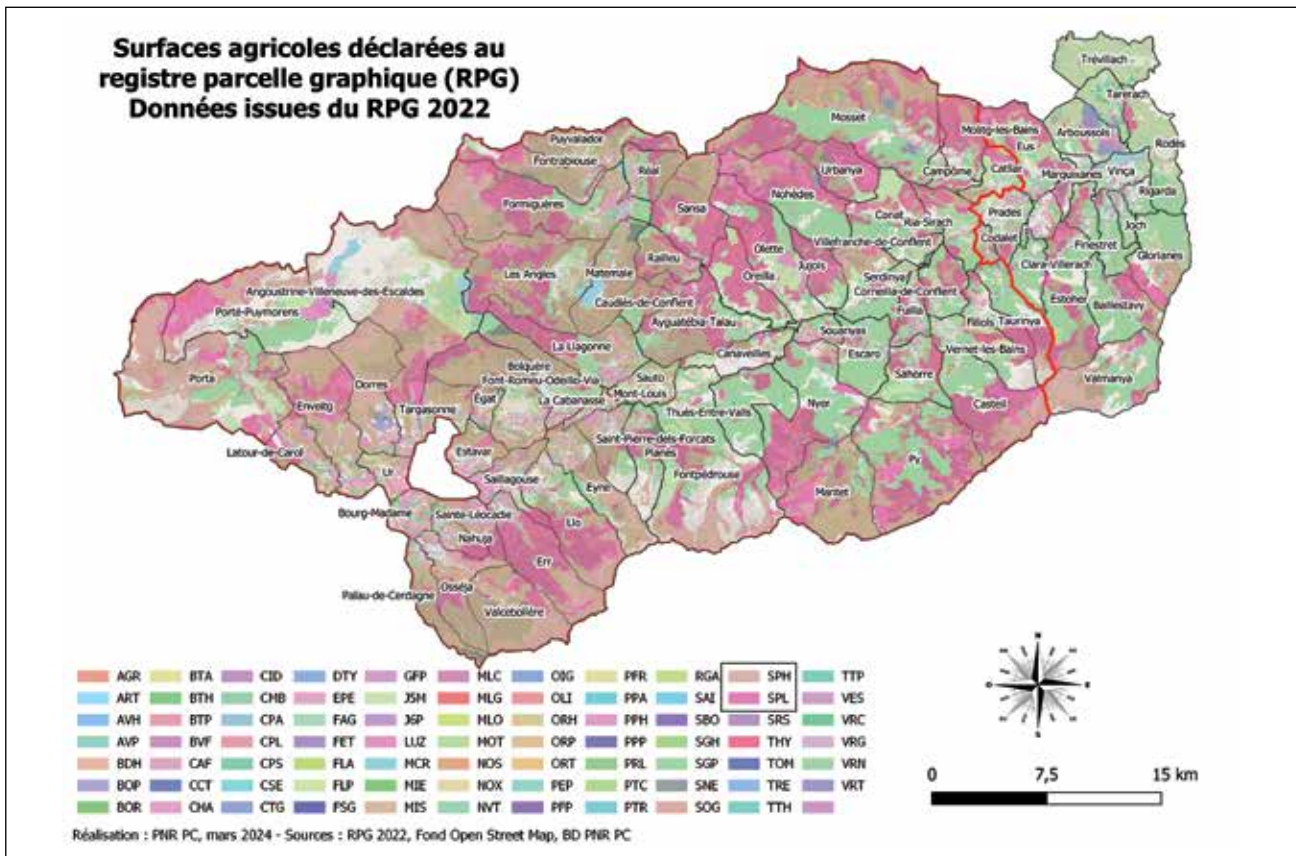 Surfaces agricoles déclarées au
registre parcelle graphique (RPG)
Données issues du RPG 2022
Trévillach
Tarerach
Mosset
Molitg-les-Bains
Arboussols
Eus
Rodès
Puyvalador
Fontrabiouse
Réal
Urbanya
Campôme
Catllar
Marquixanes
Vinça
Rigarda
Nohèdes
Formiguères
Sansa
Conat
Ria-Sirach
Prades
Joch
Villefranche-de-Conflent
Codalet
Finestret
Glorianes
Olette
Jujols
Clara-Villerach
Railleu
Oreilla
Serdinya
Les Angles
Matemale
Corneilla-de-Conflent
Estoher
Baillestavy
Angoustrine-Villeneuve-des-Escaldes
Caudiès-de-Conflent
Fuilla
Porté-Puymorens
Ayguatébia-Talau
Souanyas
Fillols
Taurinya
La Llagonne
Canaveilles
Escaro
Vernet-les-Bains
Bolquère
Sahorre
Valmanya
Porta
Dorres
Font-Romeu-Odeillo-Via
Sauto
Égat
Mont-Louis
La Cabanasse
Nyer
Casteil
Enveitg
Targasonne
Thuès-Entre-Valls
Saint-Pierre-dels-Forcats
Estavar
Planès
Latour-de-Carol
Ur
Saillagouse
Eyne
Fontpédrouse
Py
Mantet
Bourg-Madame
Sainte-Léocadie
Llo
Nahuja
Err
Osséja
Palau-de-Cerdagne
Valcebollère
AGR BTA CID DTY GFP MLC OIG PFR RGA SPH TTP
ART BTH CMB EPE JSM MLG OLI PPA SAI SPL VES
AVH BTP CPA FAG J6P MLO ORH PPH SBO SRS VRC
AVP BVF CPL FET LUZ MOT ORP PPP SGH THY VRG
BDH CAF CPS FLA MCR NOS ORT PRL SGP TOM VRN
BOP CCT CSE FLP MIE NOX PEP PTC SNE TRE VRT
BOR CHA CTG FSG MIS NVT PFP PTR SOG TTH
N
O
E
S
0 7,5 15 km
Réalisation : PNR PC, mars 2024 - Sources : RPG 2022, Fond Open Street Map, BD PNR PC